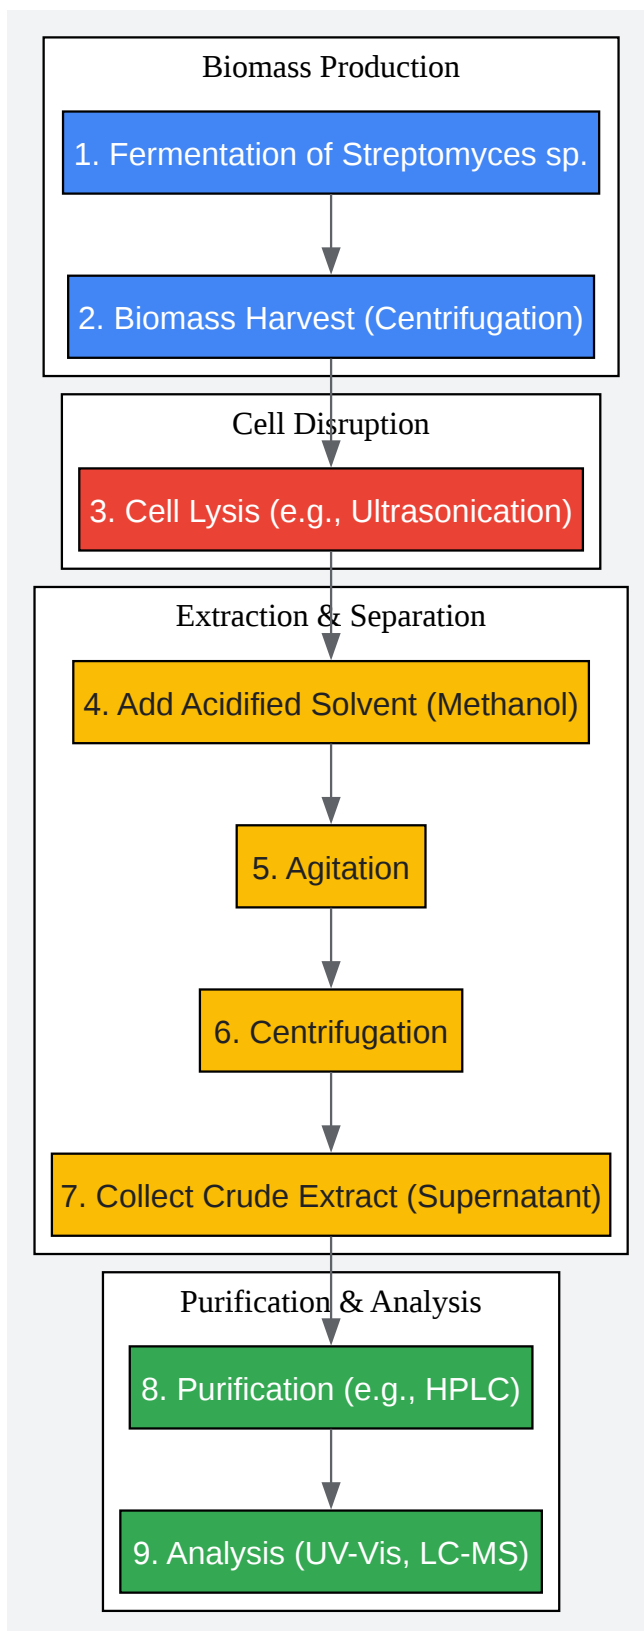 Biomass Production
1. Fermentation of Streptomyces sp.
2. Biomass Harvest (Centrifugation)
Cell Disruption
3. Cell Lysis (e.g., Ultrasonication)
Extraction & Separation
4. Add Acidified Solvent (Methanol)
5. Agitation
6. Centrifugation
7. Collect Crude Extract (Supernatant)
Purification & Analysis
8. Purification (e.g., HPLC)
9. Analysis (UV-Vis, LC-MS)